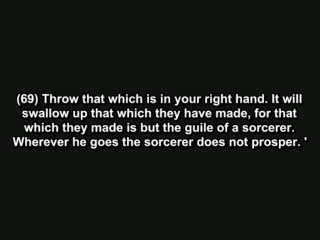 (69) Throw that which is in your right hand. It will
swallow up that which they have made, for that
which they made is but the guile of a sorcerer.
Wherever he goes the sorcerer does not prosper. '